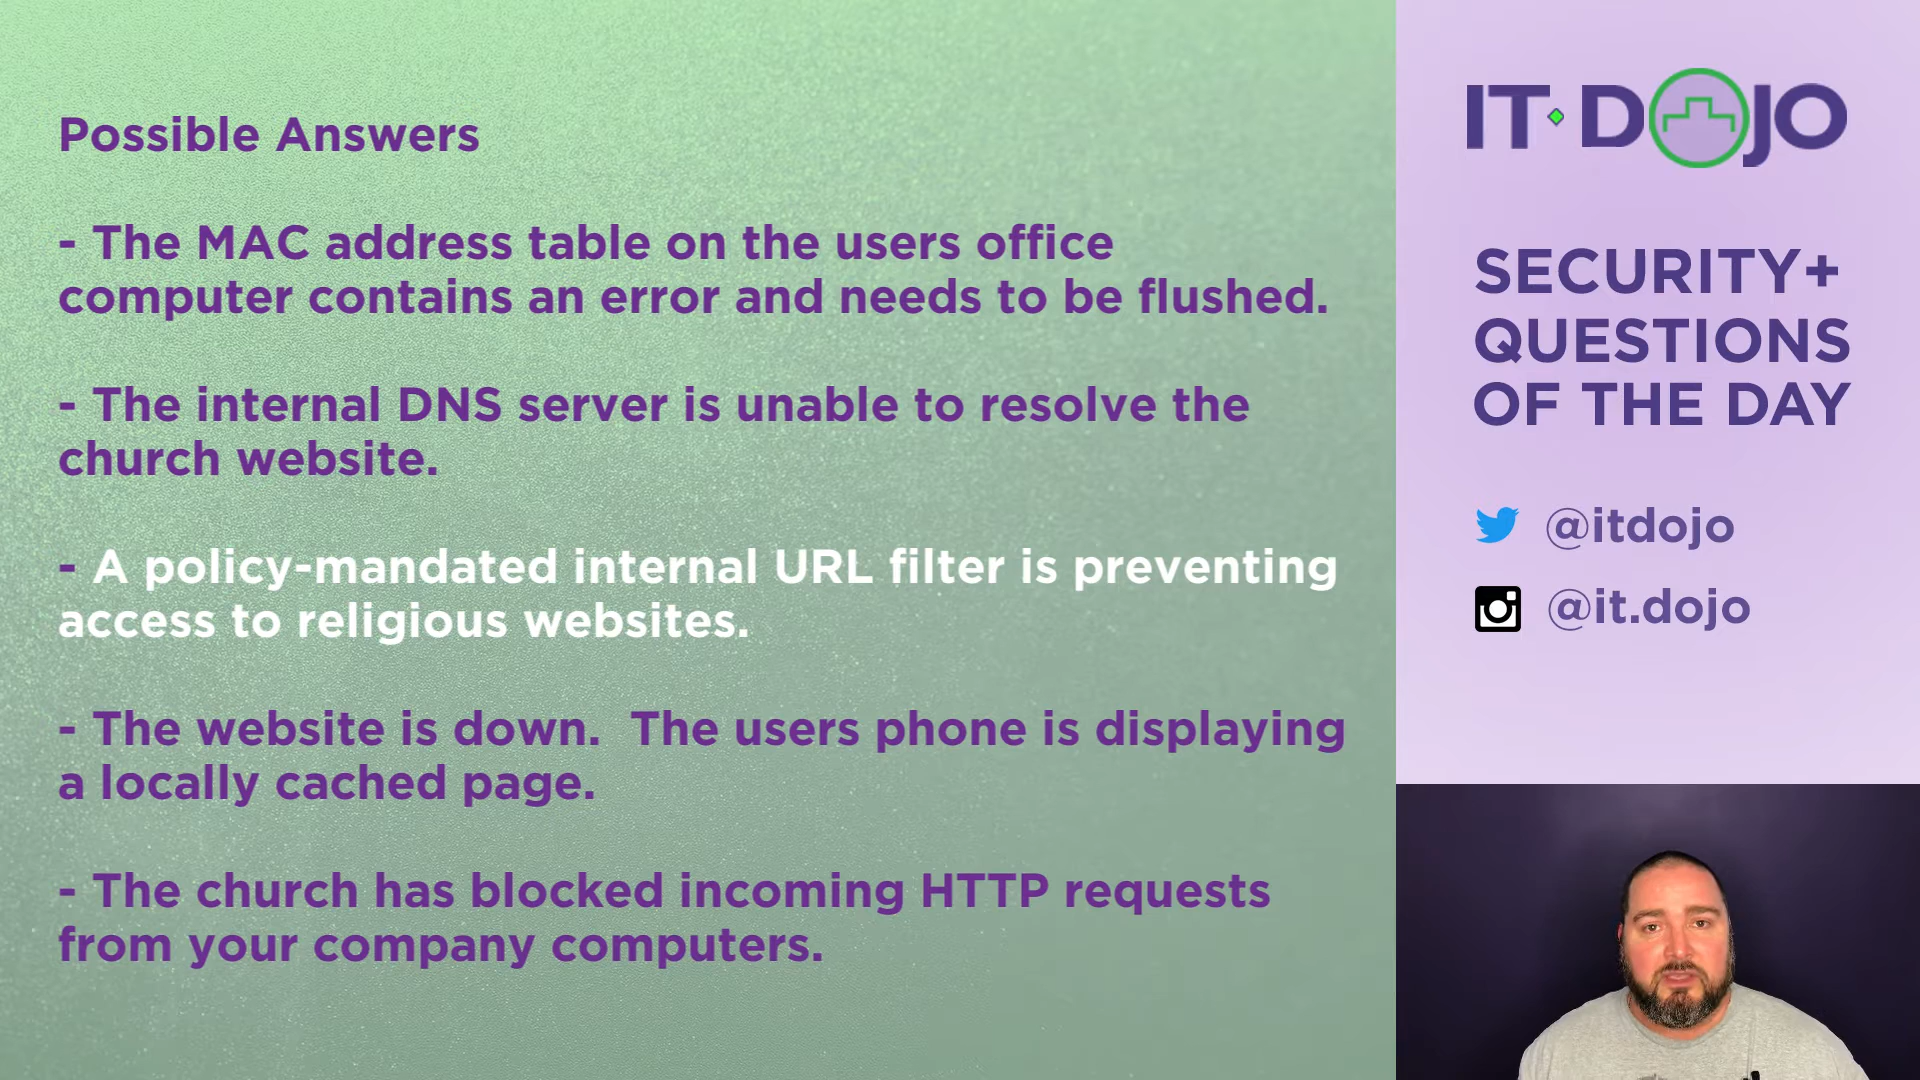 Possible Answers
- The MAC address table on the users office
computer contains an error and needs to be flushed.
- The internal DNS server is unable to resolve the
church website.
- A policy-mandated internal URL filter is preventing
access to religious websites.
- The website is down.  The users phone is displaying
a locally cached page.
- The church has blocked incoming HTTP requests
from your company computers.
IT DOJO
SECURITY+
QUESTIONS
OF THE DAY
@itdojo
@it.dojo